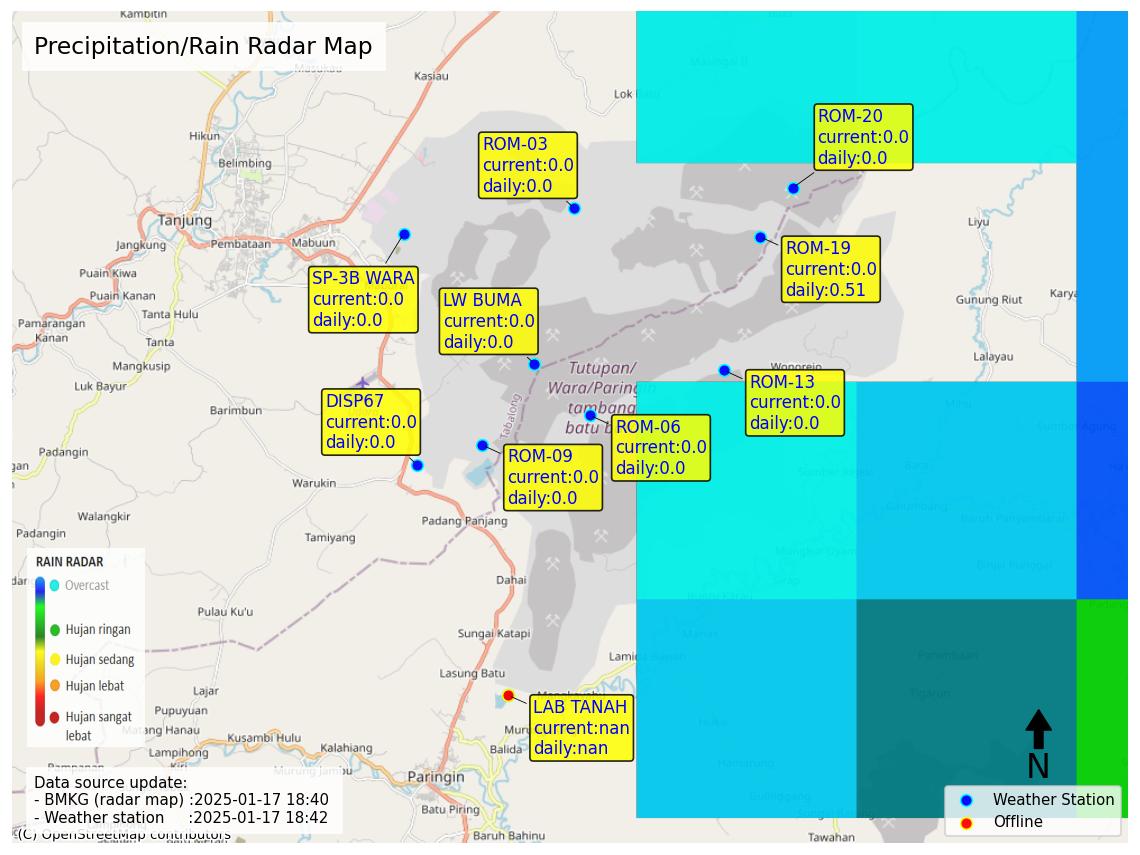 Kambitin
Precipitation/Rain Radar Map
Kasiau
Masingai II
Lok
ROM-20
current:0.0
daily:0.0
Hikun
ROM-03
current:0.0
daily:0.0
Belimbing
Tanjung
Jangkung
Pembataan
Mabuun
Liyu
ROM-19
current:0.0
daily:0.51
Puain Kiwa
Puain Kanan
SP-3B WARA
current:0.0
daily:0.0
LW BUMA
current:0.0
daily:0.0
Gunung Riut
Karya
Tanta Hulu
Pamarangan
Kanan
Tanta
Mangkusip
Lalayau
Luk Bayur
Wonorejo
Tutupan/
Wara/Paringin
tambang
batu b
ROM-13
current:0.0
daily:0.0
DISP67
current:0.0
daily:0.0
Barimbun
Tabalong
ROM-06
current:0.0
daily:0.0
ROM-09
current:0.0
daily:0.0
Padangin
gan
Warukin
Walangkir
Padangin
Padang Panjang
Tamiyang
RAIN RADAR
Overcast
Hujan ringan
Hujan sedang
Hujan lebat
Hujan sangat
lebat
Dahai
Pulau Ku'u
Sungai Katapi
Lasung Batu
Lajar
Pupuyuan
Matang Hanau
LAB TANAH
current:nan
daily:nan
Kusambi Hulu
Lampihong
Kalahiang
Balida
Murung Jambu
Paringin
Batu Piring
Baruh Bahinu
Tawahan
Data source update:
- BMKG (radar map) :2025-01-17 18:40
- Weather station :2025-01-17 18:42
(C) OpenStreetMap contributors
N
Weather Station
Offline